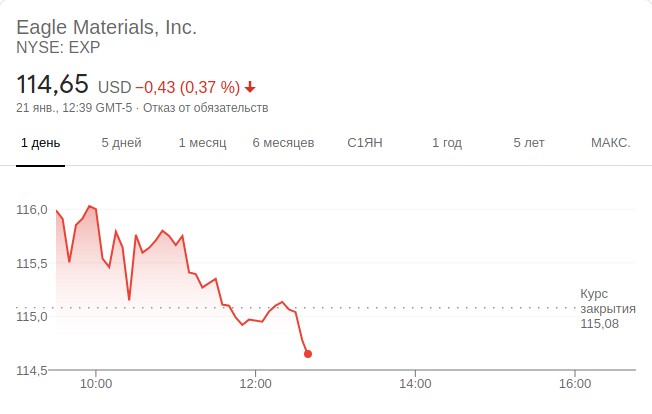 Eagle Materials, Inc.
NYSE: EXP
114,65 USD −0,43 (0,37 %)
21 янв., 12:39 GMT-5 · Отказ от обязательств
1 день 5 дней 1 месяц 6 месяцев С1ЯН 1 год 5 лет МАКС.
116,0
115,5
Курс
закрытия
115,08
115,0
114,5
10:00 12:00 14:00 16:00